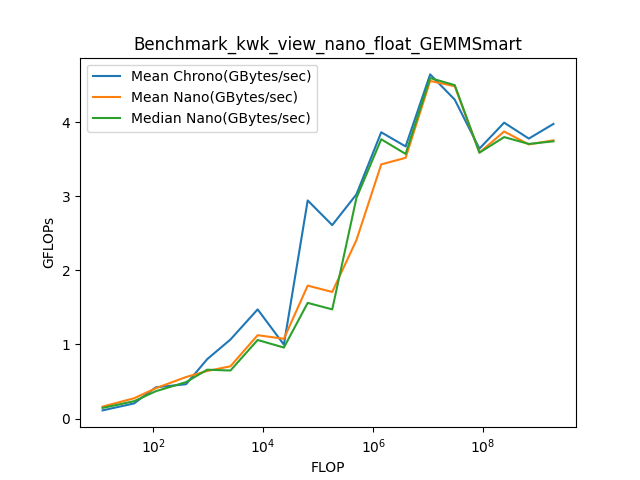 Benchmark_kwk_view_nano_float_GEMMSmart
Mean Chrono(GBytes/sec)
Mean Nano(GBytes/sec)
Median Nano(GBytes/sec)
GFLOPs
4
3
2
1
0
10^2
10^4
10^6
10^8
FLOP